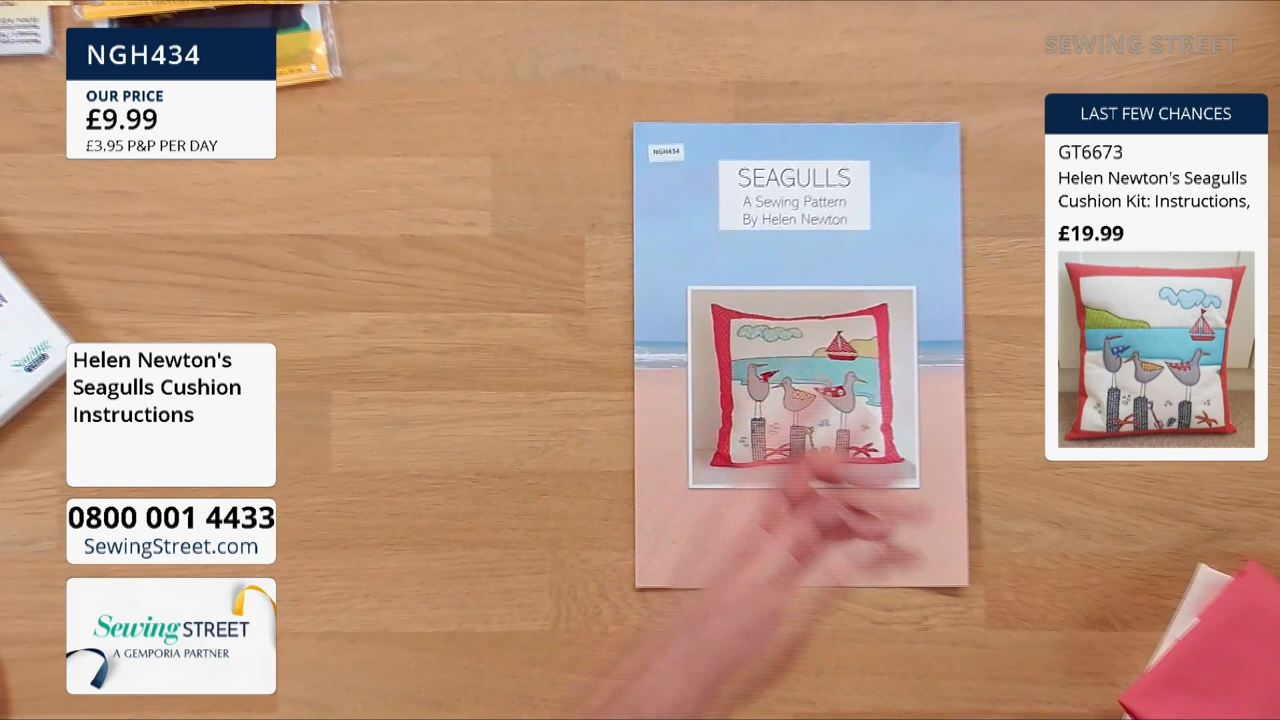 NGH434
OUR PRICE
£9.99
£3.95 P&P PER DAY
Helen Newton's
Seagulls Cushion
Instructions
0800 001 4433
SewingStreet.com
Sewing STREET
A GEMPORIA PARTNER
NGH434
SEAGULLS
A Sewing Pattern
By Helen Newton
SEWING STREET
LAST FEW CHANCES
GT6673
Helen Newton's Seagulls
Cushion Kit: Instructions,
£19.99